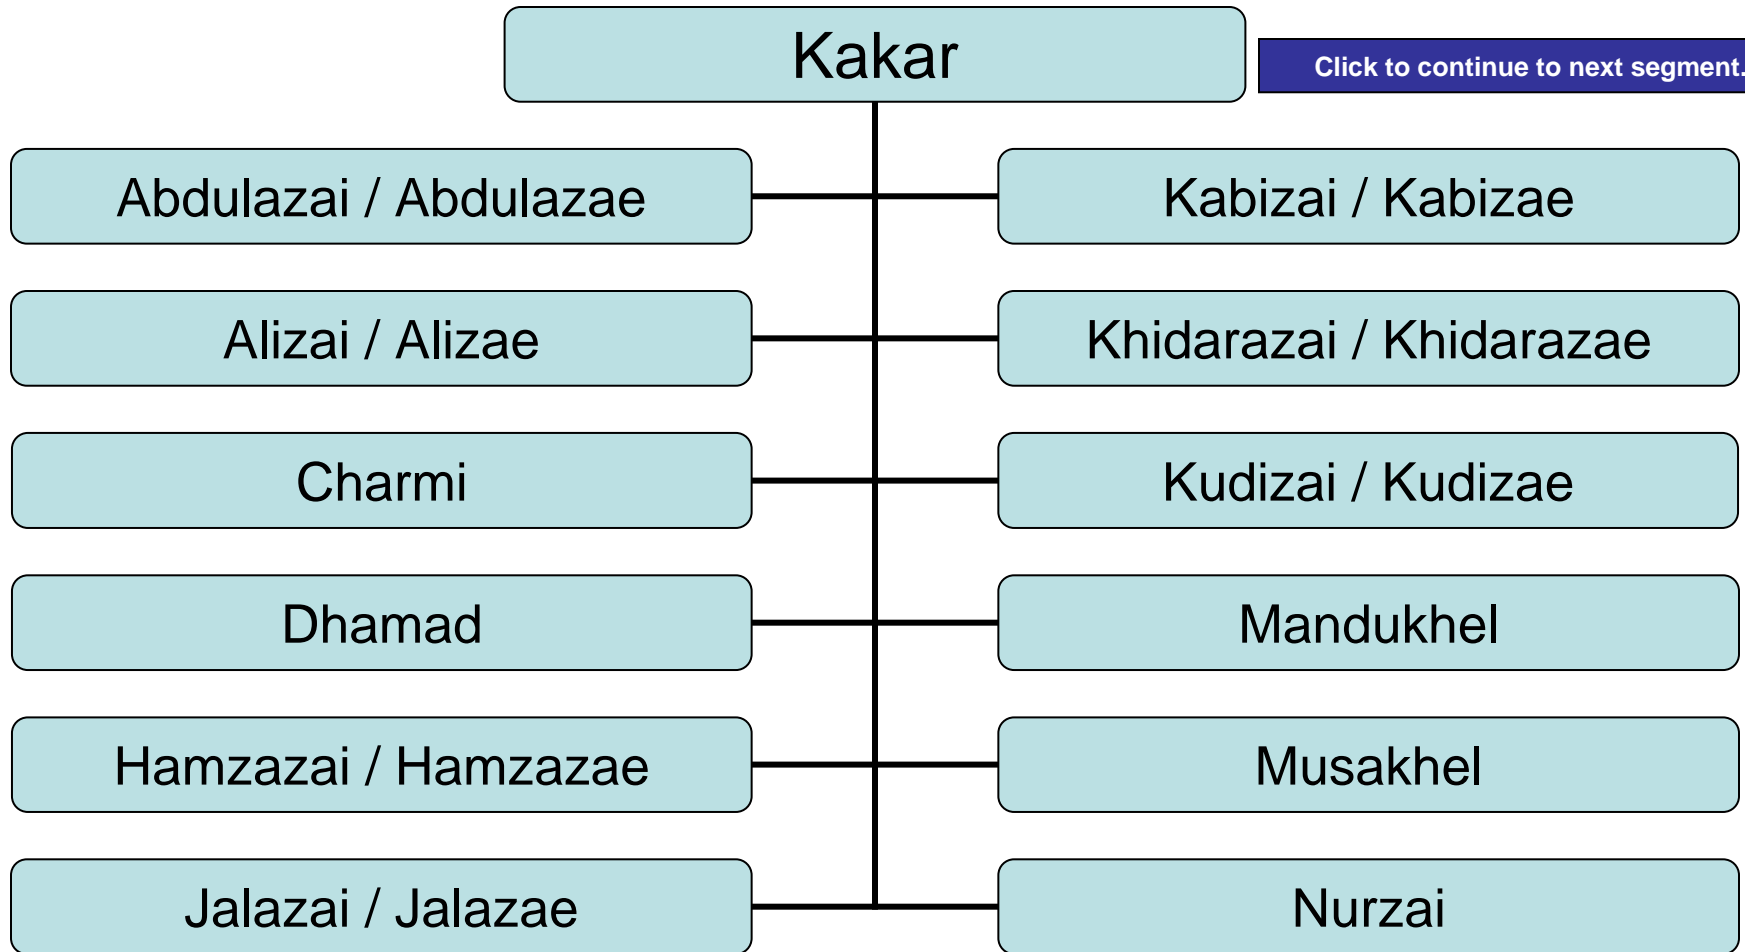 Kakar
Click to continue to next segment.
Abdulazai / Abdulazae
Kabizai / Kabizae
Alizai / Alizae
Khidarazai / Khidarazae
Charmi
Kudizai / Kudizae
Dhamad
Mandukhel
Hamzazai / Hamzazae
Musakhel
Jalazai / Jalazae
Nurzai